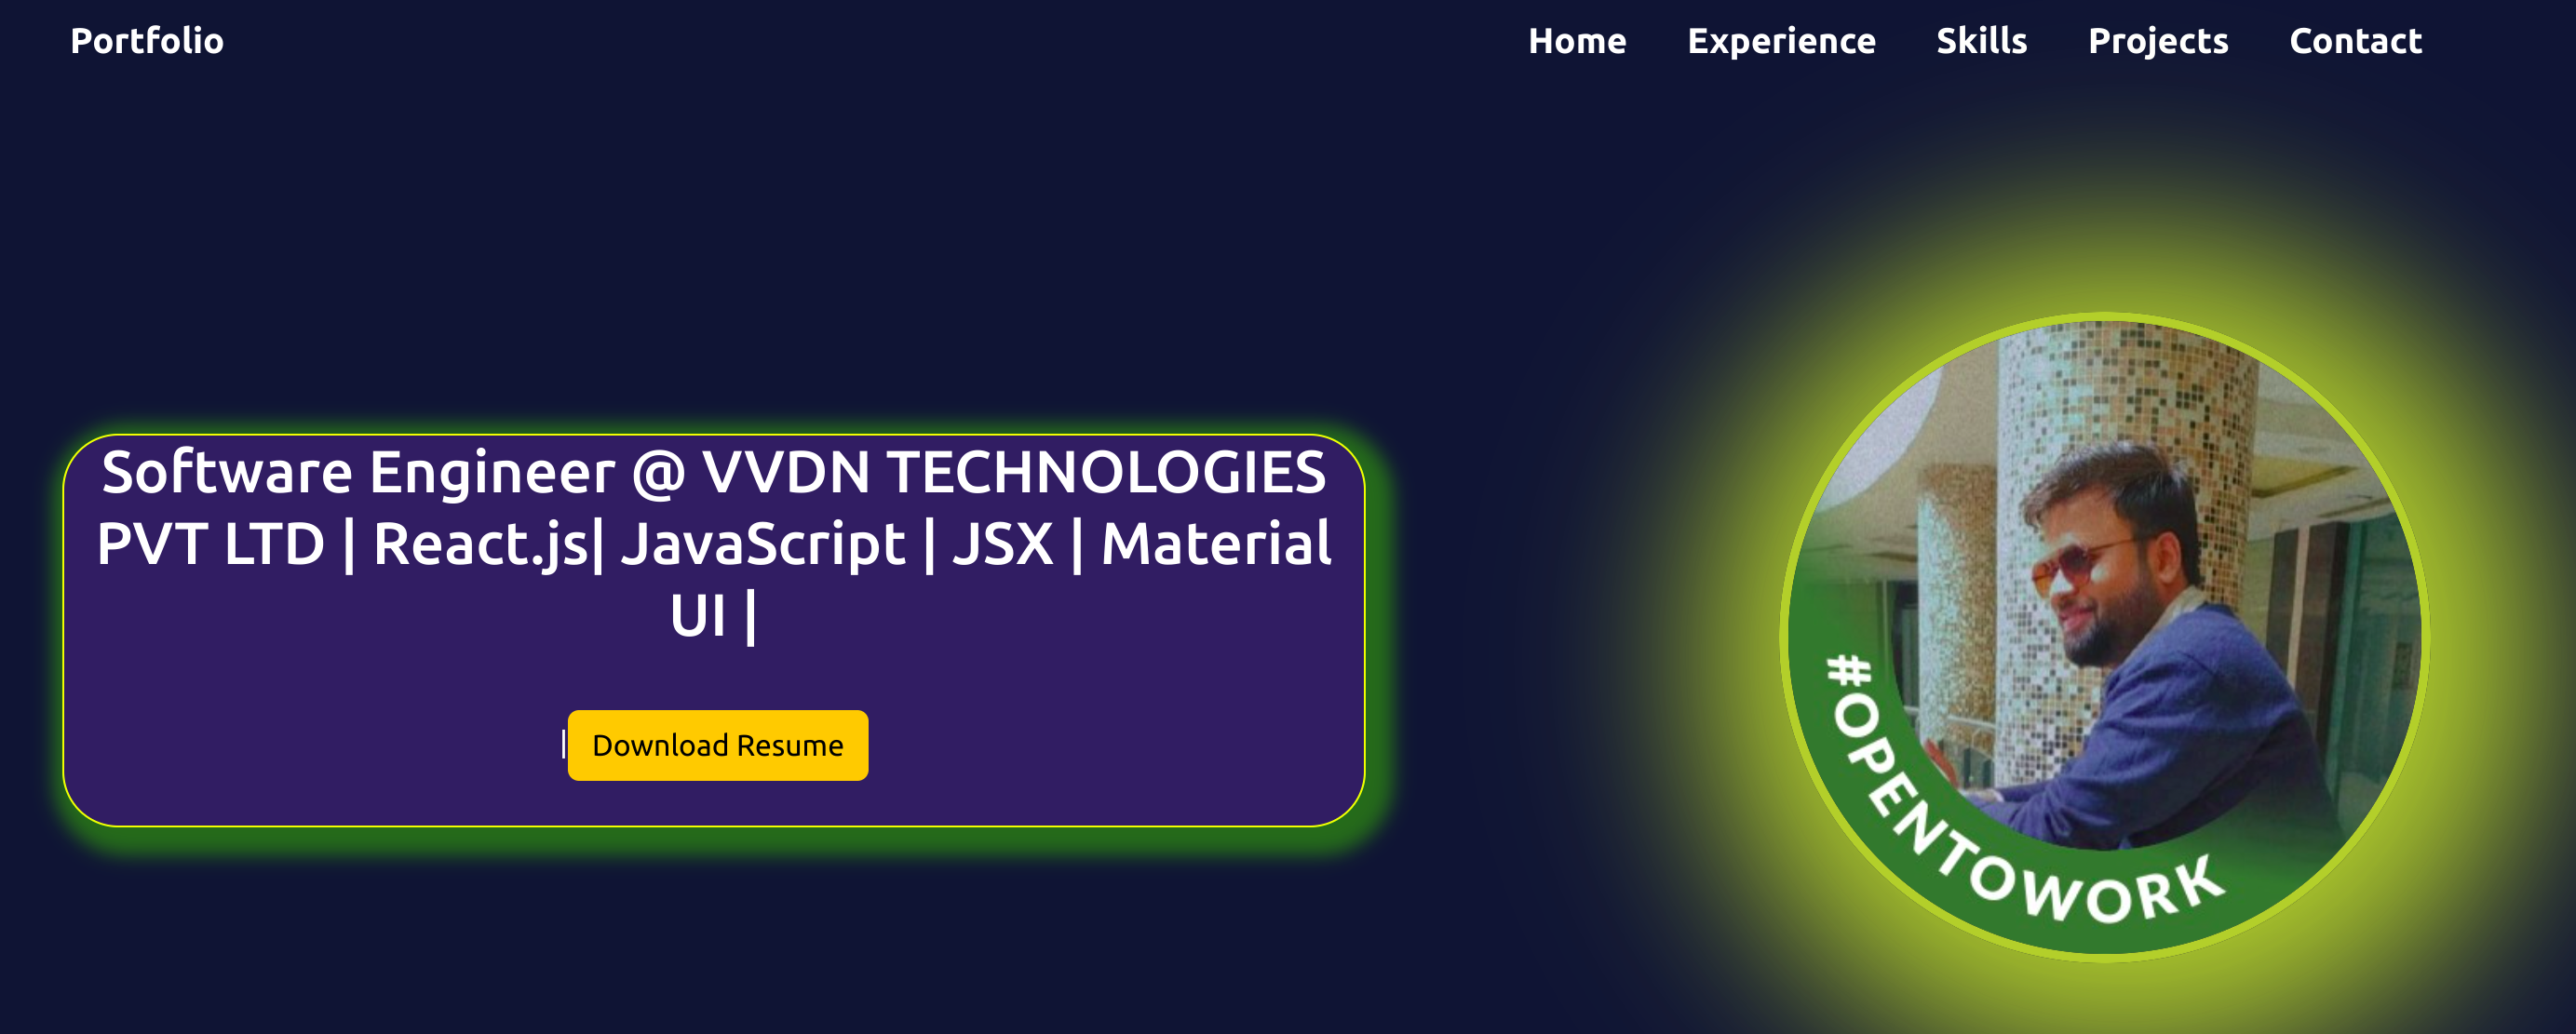 Portfolio
Home Experience Skills Projects Contact
Software Engineer @ VVDN TECHNOLOGIES
PVT LTD | React.js| JavaScript | JSX | Material
UI |
|Download Resume
#OPENTOWORK